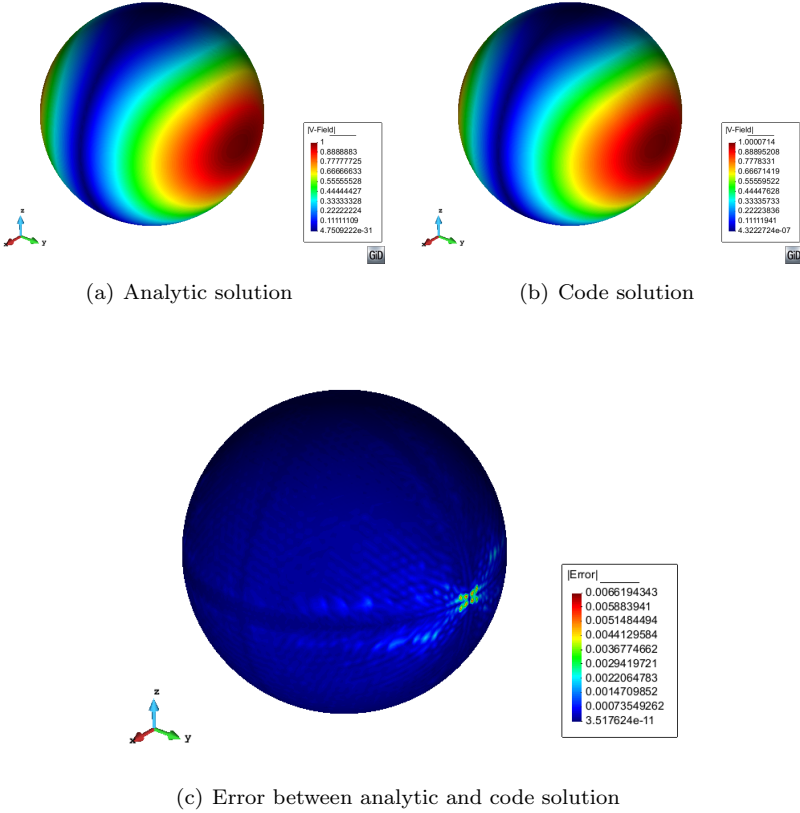 |V-Field|
1
0.8888883
0.77777725
0.66666633
0.55555528
0.44444427
0.33333328
0.22222224
0.11111109
4.7509222e-31
z
x
y
GiD
(a) Analytic solution
|V-Field|
1.0000714
0.88895208
0.7778331
0.66671419
0.55559522
0.44447628
0.33335733
0.22223836
0.11111941
4.3222724e-07
z
x
y
GiD
(b) Code solution
|Error|
0.0066194343
0.005883941
0.0051484494
0.0044129584
0.0036774662
0.0029419721
0.0022064783
0.0014709852
0.00073549262
3.517624e-11
z
x
y
(c) Error between analytic and code solution